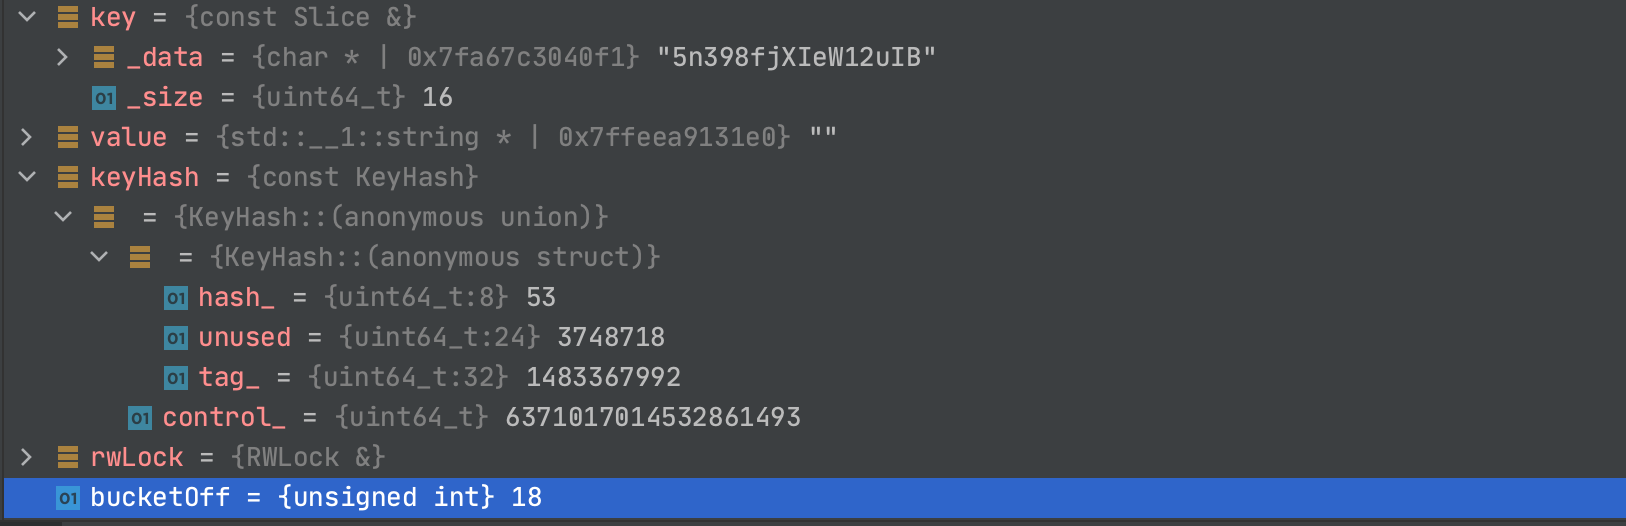 key = {const Slice &}
_data = {char * | 0x7fa67c3040f1} "5n398fjXIeW12uIB"
01 _size = {uint64_t} 16
value = {std::__1::string * | 0x7ffeea9131e0} ""
keyHash = {const KeyHash}
= {KeyHash::(anonymous union)}
= {KeyHash::(anonymous struct)}
01 hash_ = {uint64_t:8} 53
01 unused = {uint64_t:24} 3748718
01 tag_ = {uint64_t:32} 1483367992
01 control_ = {uint64_t} 6371017014532861493
rwLock = {RWLock &}
01 bucketOff = {unsigned int} 18